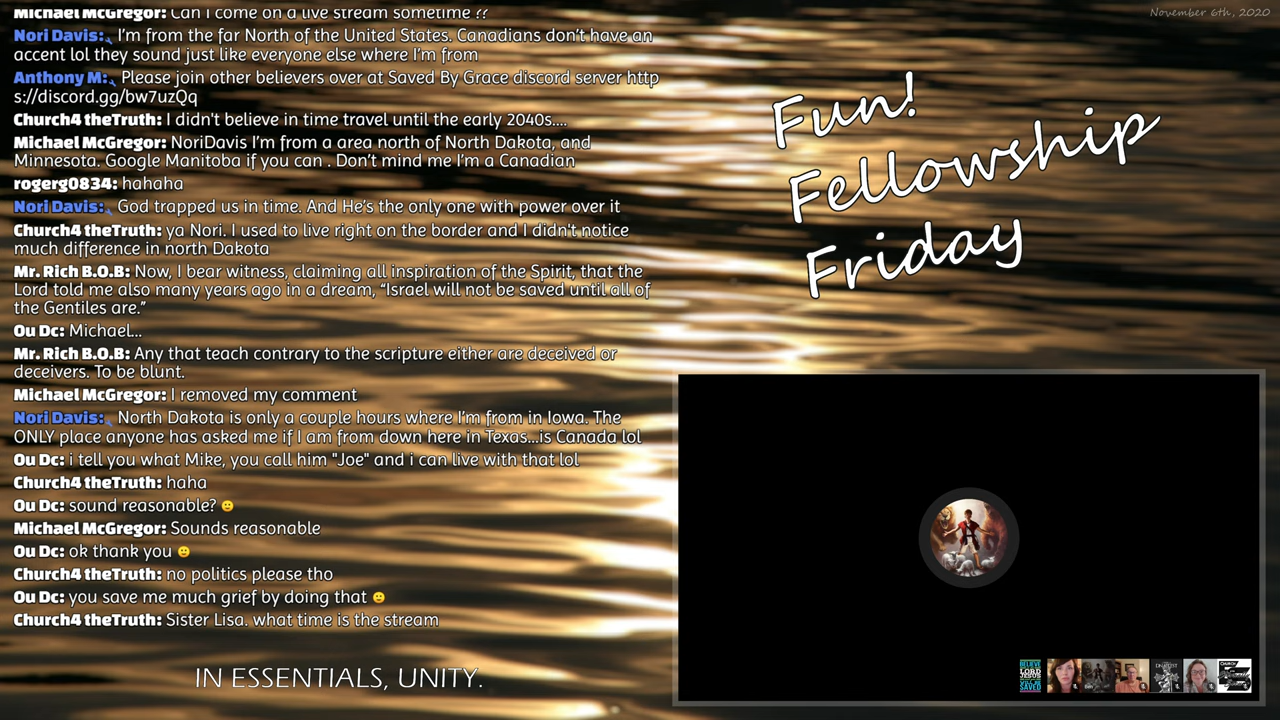 Michael McGregor: Can I come on a live stream sometime ??
Nori Davis: I'm from the far North of the United States. Canadians don't have an
accent lol they sound just like everyone else where I'm from
Anthony M: Please join other believers over at Saved By Grace discord server http
s://discord.gg/bw7uzQq
Church4 theTruth: I didn't believe in time travel until the early 2040s....
Michael McGregor: NoriDavis I'm from a area north of North Dakota, and
Minnesota. Google Manitoba if you can . Don't mind me I'm a Canadian
rogerg0834: hahaha
Nori Davis: God trapped us in time. And He's the only one with power over it
Church4 theTruth: ya Nori. I used to live right on the border and I didn't notice
much difference in north Dakota
Mr. Rich B.O.B: Now, I bear witness, claiming all inspiration of the Spirit, that the
Lord told me also many years ago in a dream, “Israel will not be saved until all of
the Gentiles are.”
Ou Dc: Michael...
Mr. Rich B.O.B: Any that teach contrary to the scripture either are deceived or
deceivers. To be blunt.
Michael McGregor: I removed my comment
Nori Davis: North Dakota is only a couple hours where I'm from in Iowa. The
ONLY place anyone has asked me if I am from down here in Texas...is Canada lol
Ou Dc: i tell you what Mike, you call him "Joe" and i can live with that lol
Church4 theTruth: haha
Ou Dc: sound reasonable? 🙂
Michael McGregor: Sounds reasonable
Ou Dc: ok thank you 🙂
Church4 theTruth: no politics please tho
Ou Dc: you save me much grief by doing that 🙂
Church4 theTruth: Sister Lisa. what time is the stream
IN ESSENTIALS, UNITY.
November 6th, 2020
Fun!
Fellowship
Friday
BELIEVE
LORD
JESUS
SAVED